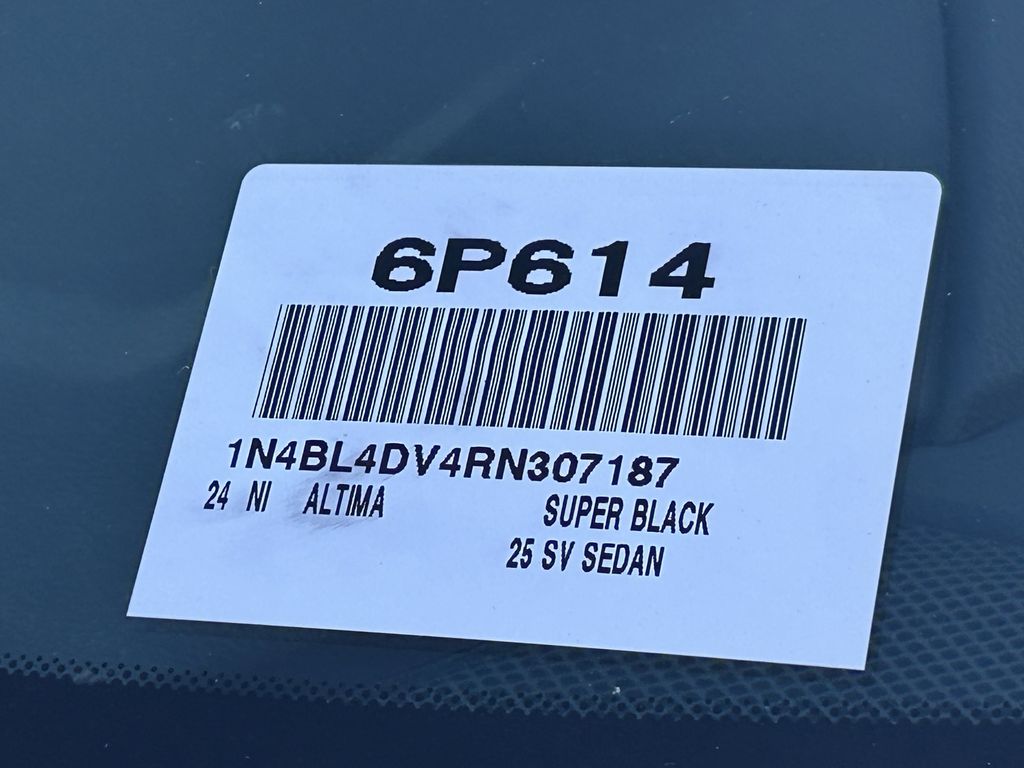 6P614
1N4BL4DV4RN307187
24 NI ALTIMA SUPER BLACK
25 SV SEDAN